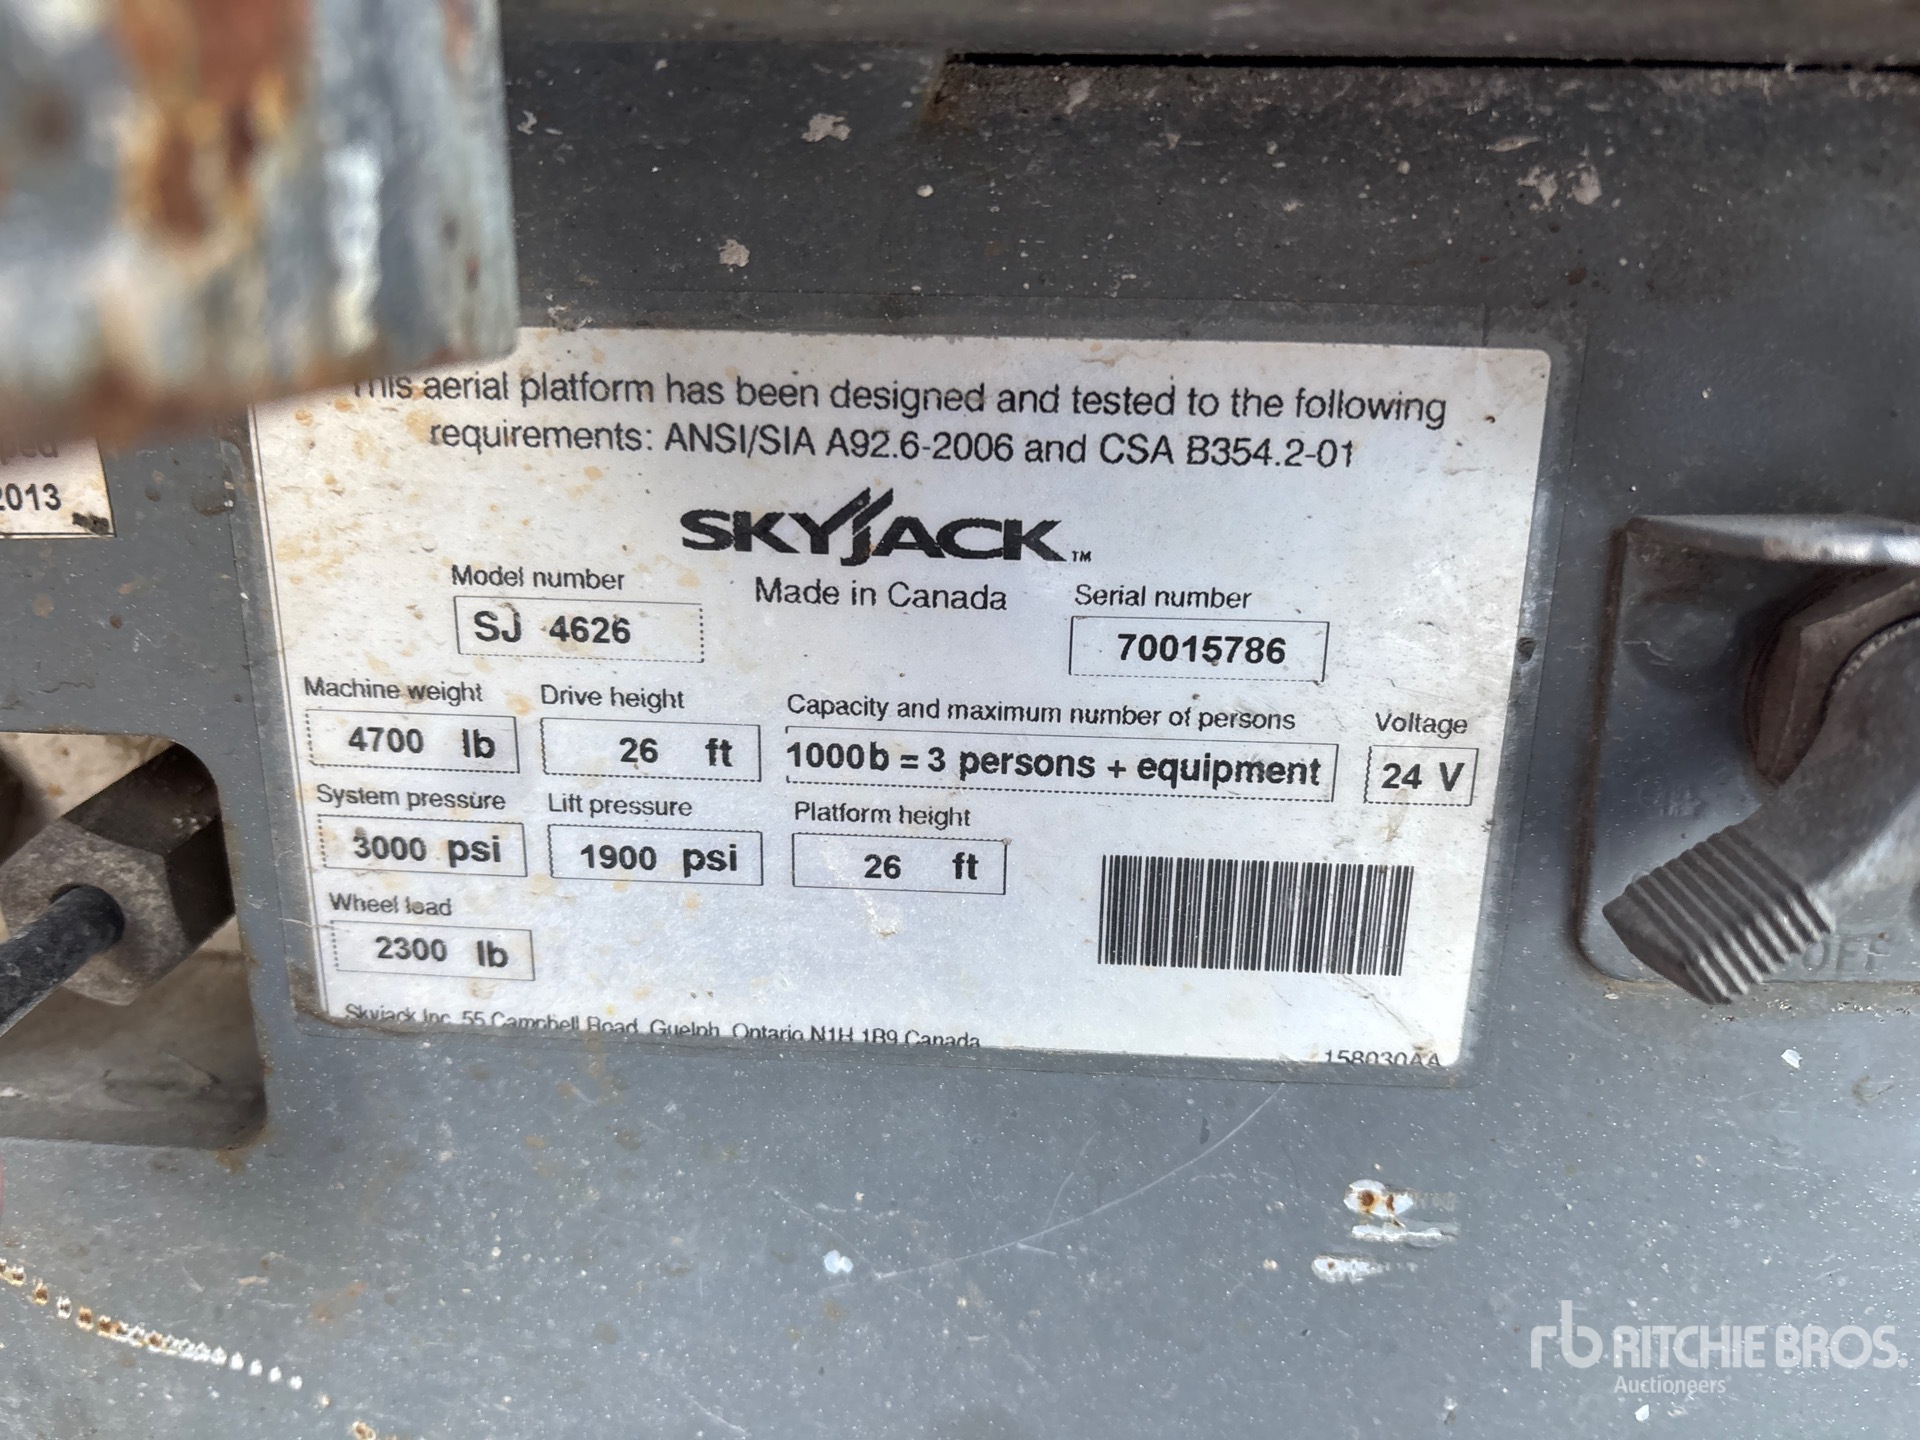 This aerial platform has been designed and tested to the following
requirements: ANSI/SIA A92.6-2006 and CSA B354.2-01
SKYJACK™
Made in Canada
Model number
SJ 4626
Serial number
70015786
Machine weight
4700 lb
Drive height
26 ft
Capacity and maximum number of persons
1000b = 3 persons + equipment
Voltage
24 V
System pressure
3000 psi
Lift pressure
1900 psi
Platform height
26 ft
Wheel load
2300 lb
Skyjack Inc. 55 Campbell Road, Guelph, Ontario N1H 1B9 Canada
158030AA
2013
OFF
rb RITCHIE BROS.
Auctioneers